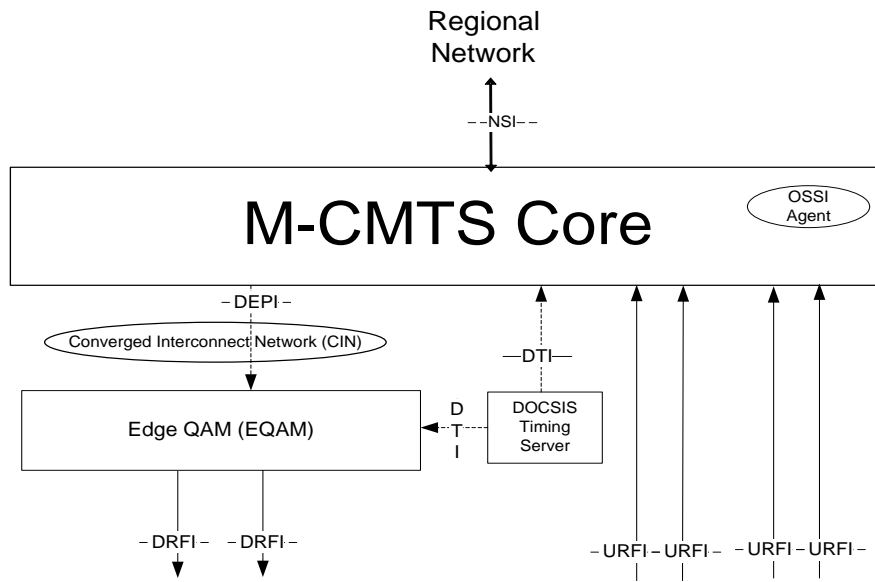 Regional
Network
NSI
M-CMTS Core
OSSI
Agent
DEPI
Converged Interconnect Network (CIN)
DTI
Edge QAM (EQAM)
D
T
I
DOCSIS
Timing
Server
DRFI DRFI
URFI URFI URFI URFI